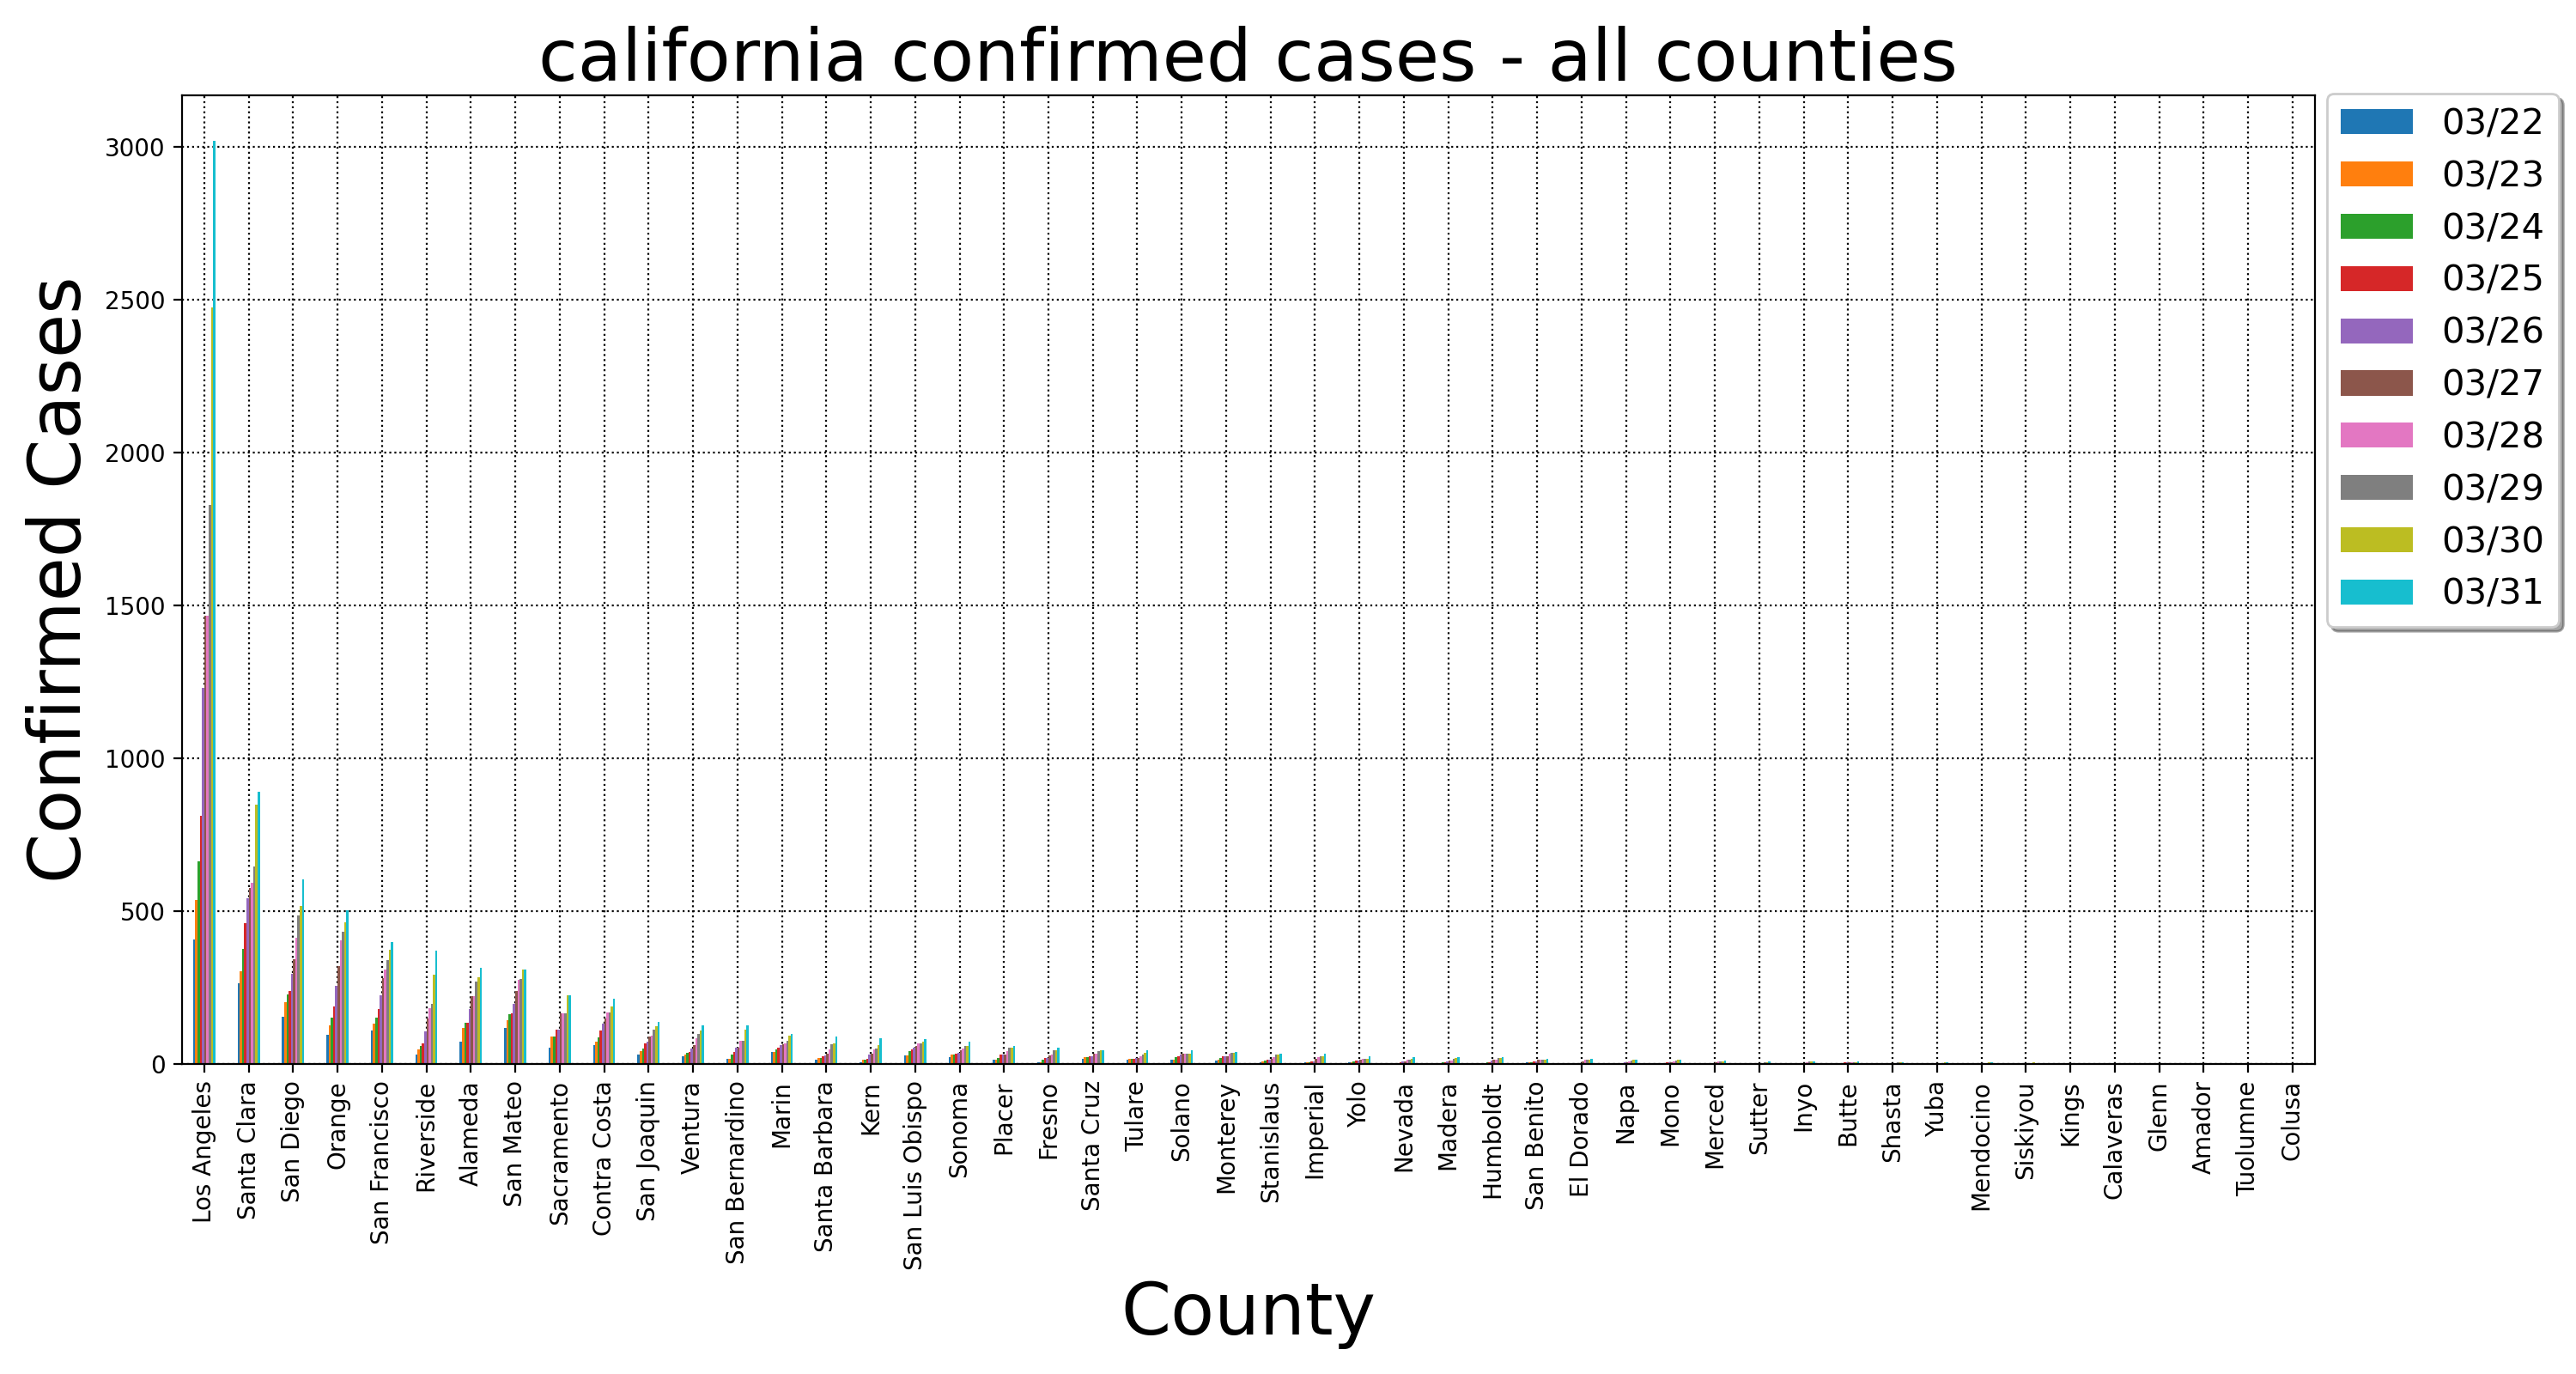 california confirmed cases - all counties
Confirmed Cases
3000
2500
2000
1500
1000
500
0
03/22
03/23
03/24
03/25
03/26
03/27
03/28
03/29
03/30
03/31
Los Angeles
Santa Clara
San Diego
Orange
San Francisco
Riverside
Alameda
San Mateo
Sacramento
Contra Costa
San Joaquin
Ventura
San Bernardino
Marin
Santa Barbara
Kern
San Luis Obispo
Sonoma
Placer
Fresno
Santa Cruz
Tulare
Solano
Monterey
Stanislaus
Imperial
Yolo
Nevada
Madera
Humboldt
San Benito
El Dorado
Napa
Mono
Merced
Sutter
Inyo
Butte
Shasta
Yuba
Mendocino
Siskiyou
Kings
Calaveras
Glenn
Amador
Tuolumne
Colusa
County